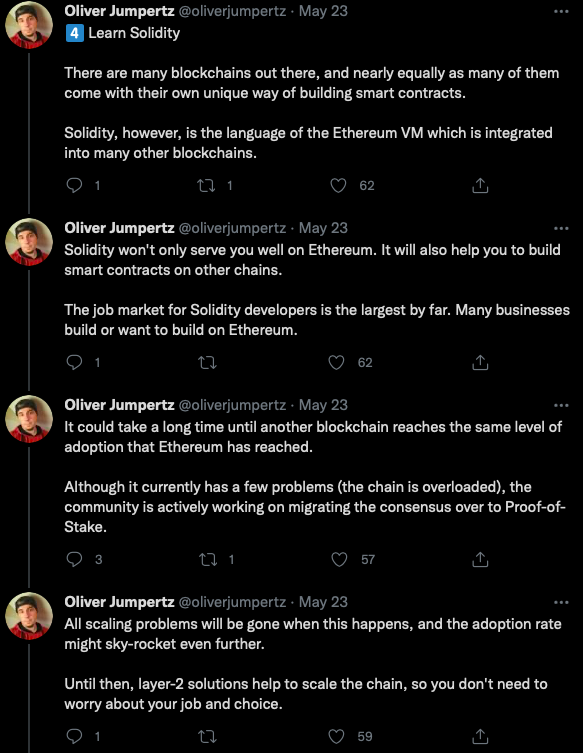 Oliver Jumpertz @oliverjumpertz · May 23
4 Learn Solidity
There are many blockchains out there, and nearly equally as many of them
come with their own unique way of building smart contracts.
Solidity, however, is the language of the Ethereum VM which is integrated
into many other blockchains.
1 1 62
Oliver Jumpertz @oliverjumpertz · May 23
Solidity won't only serve you well on Ethereum. It will also help you to build
smart contracts on other chains.
The job market for Solidity developers is the largest by far. Many businesses
build or want to build on Ethereum.
1 62
Oliver Jumpertz @oliverjumpertz · May 23
It could take a long time until another blockchain reaches the same level of
adoption that Ethereum has reached.
Although it currently has a few problems (the chain is overloaded), the
community is actively working on migrating the consensus over to Proof-of-
Stake.
3 1 57
Oliver Jumpertz @oliverjumpertz · May 23
All scaling problems will be gone when this happens, and the adoption rate
might sky-rocket even further.
Until then, layer-2 solutions help to scale the chain, so you don't need to
worry about your job and choice.
1 59